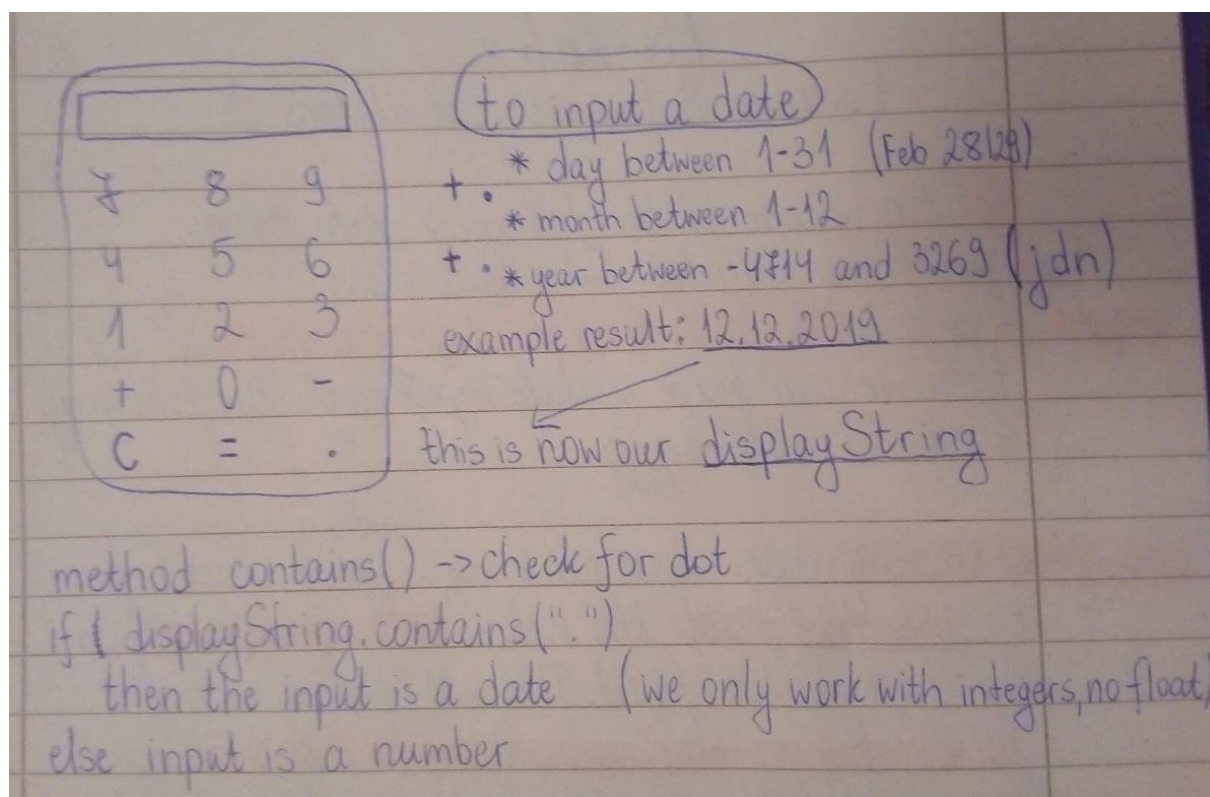 to input a date
7 8 9 + . * day between 1-31 (Feb 28/29)
* month between 1-12
4 5 6 + . * year between -4714 and 3269 (jdn)
1 2 3 example result: 12.12.2019
+ 0 -
C = . this is now our displayString
method contains() -> check for dot
if ( displayString.contains(".")
then the input is a date (we only work with integers, no float)
else input is a number